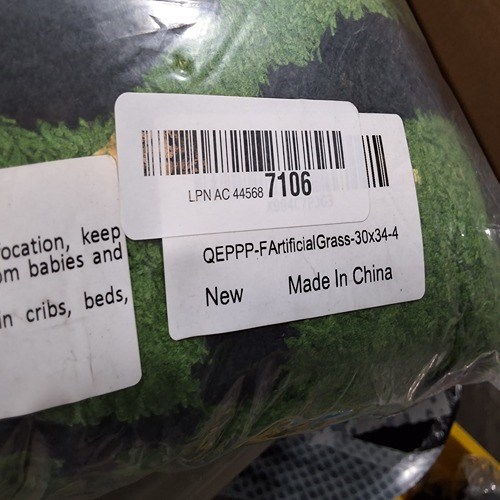 LPN AC 44568 7106
QEPPP-FArtificialGrass-30x34-4
New Made In China
focation, keep
om babies and
in cribs, beds,